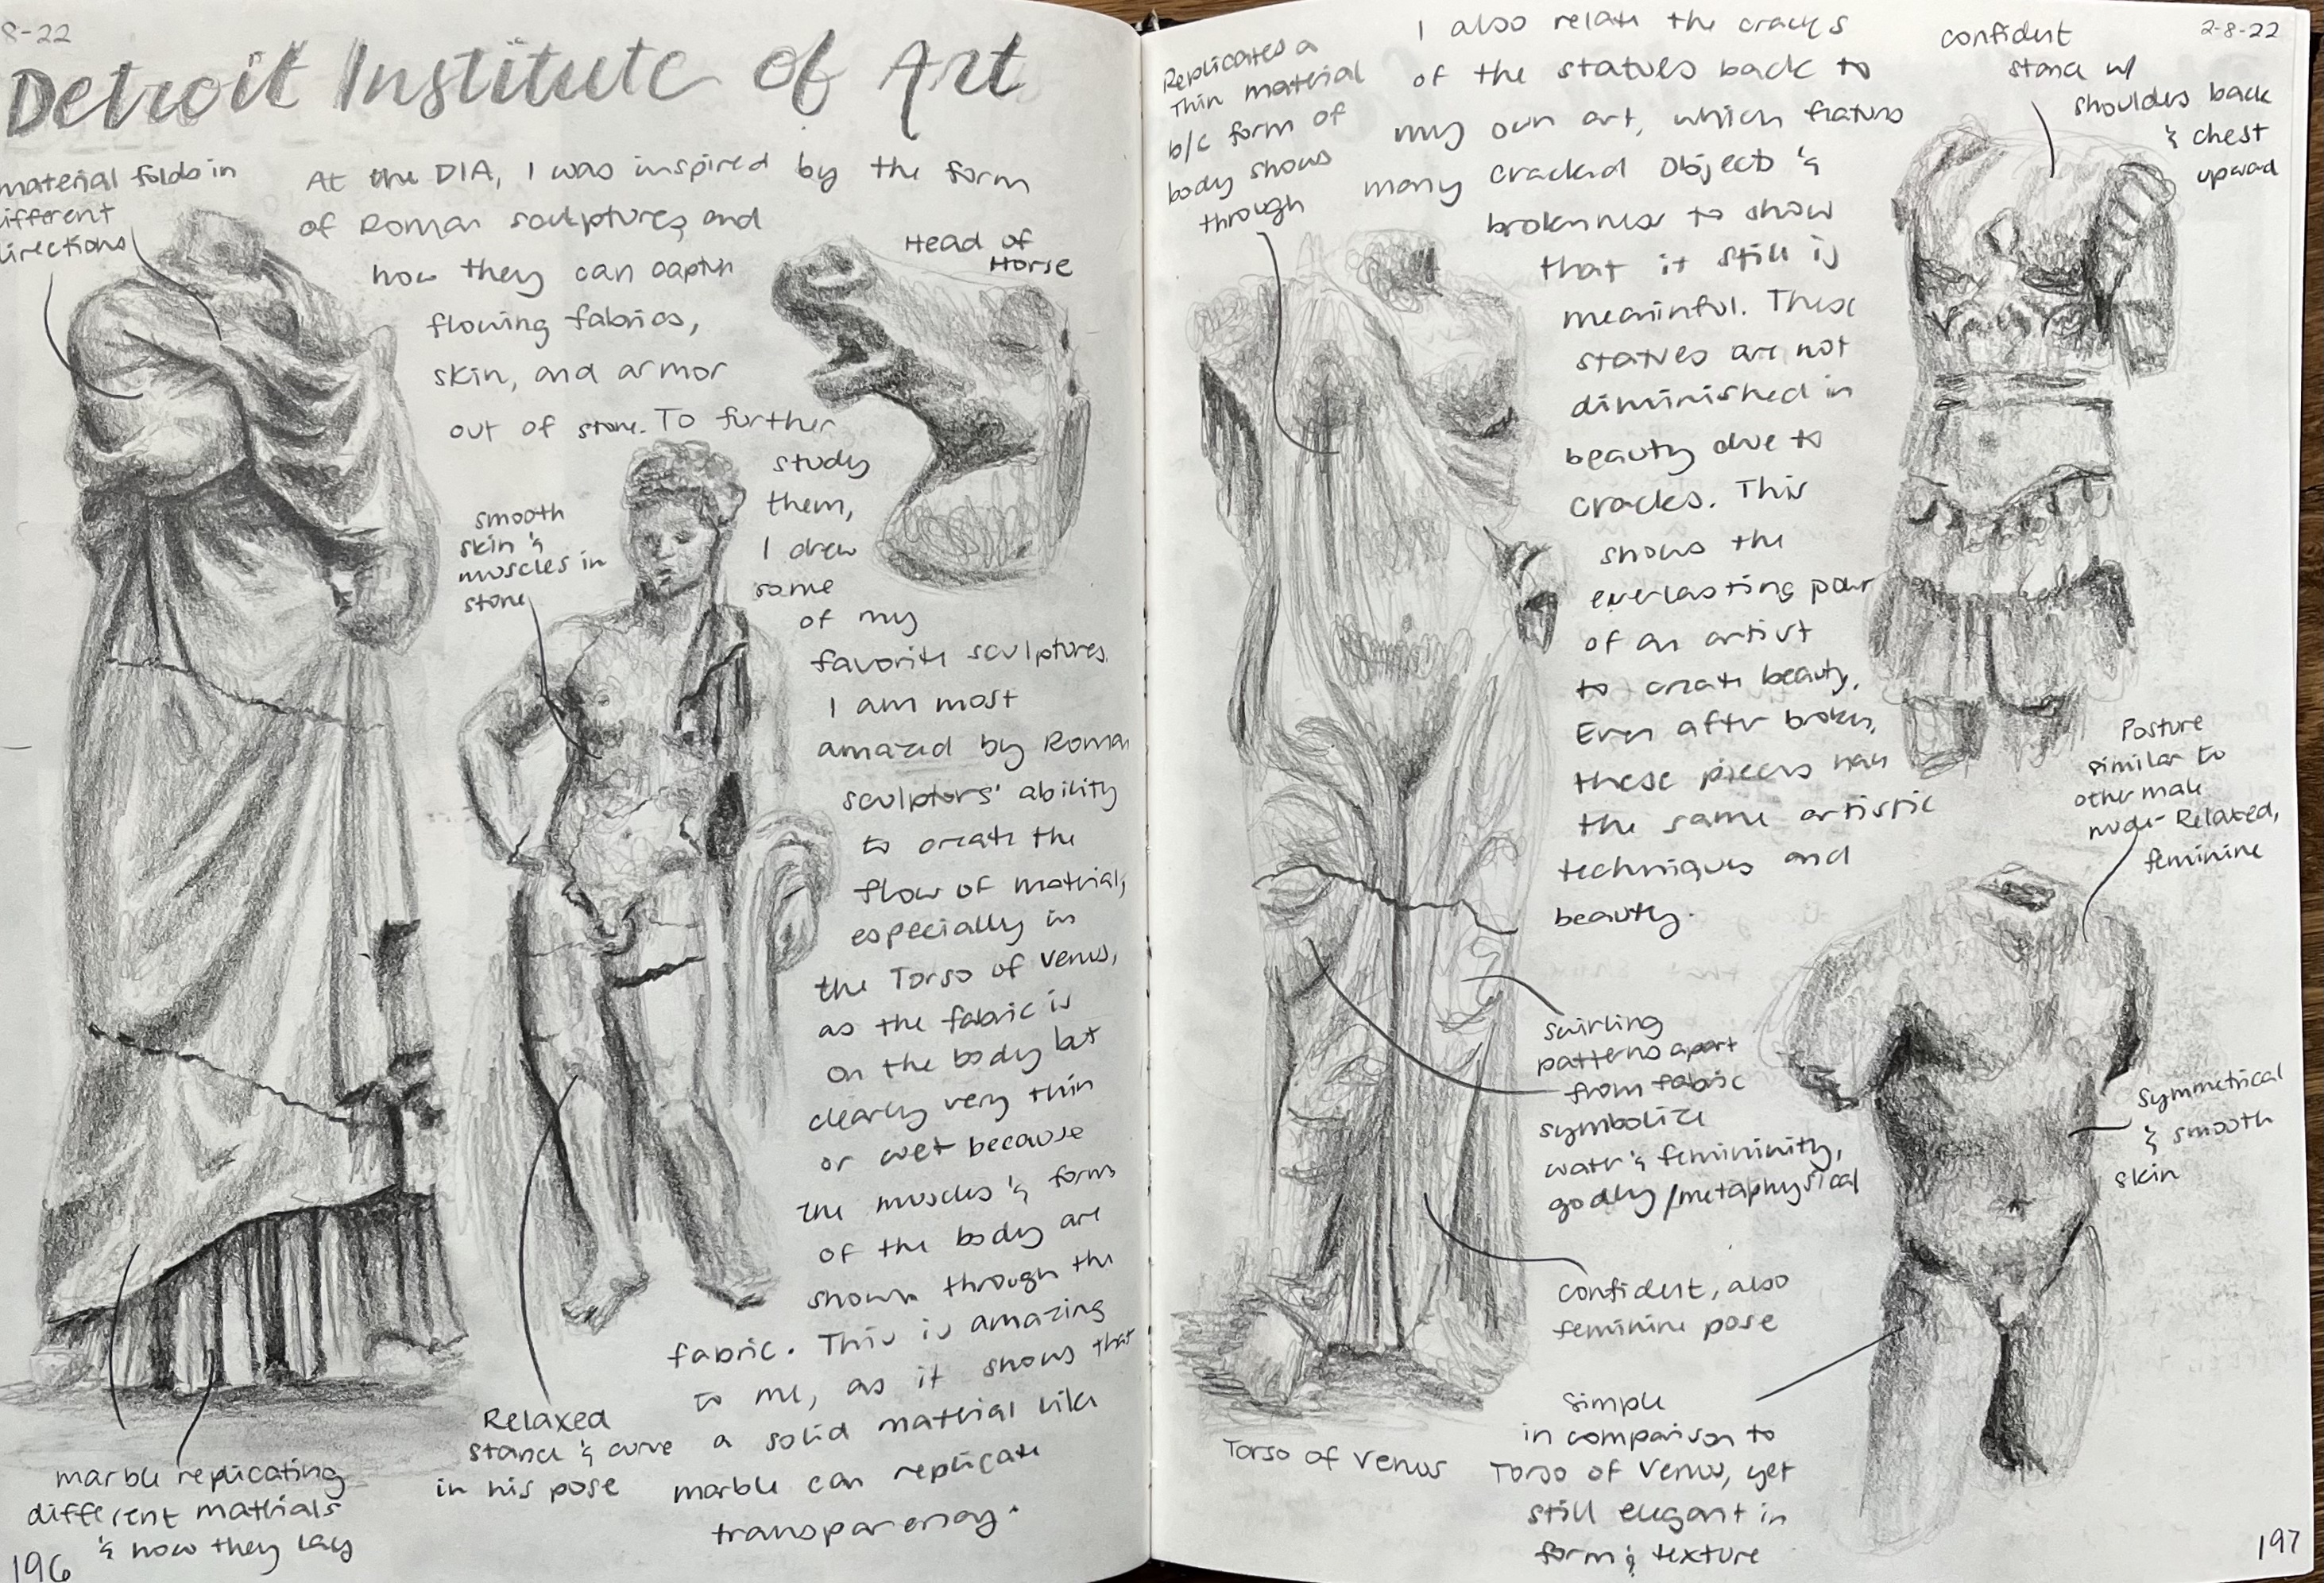 8-22
Detroit Institute of Art
material folds in
different
directions
At the DIA, I was inspired by the form
of Roman sculptures, and
how they can captur
flowing fabrics,
skin, and armor
out of stone. To further
study
them,
I drew
some
of my
favorite sculptures.
I am most
amazed by Roman
sculptors' ability
to create the
flow of material,
especially in
the Torso of Venus,
as the fabric is
on the body but
clearly very thin
or wet because
the muscles & forms
of the body are
shown through the
fabric. This is amazing
to me, as it shows that
a solid material like
marble can replicate
transparency.
Head of
Horse
smooth
skin &
muscles in
stone
Relaxed
stance & curve
in his pose
marble replicating
different materials
& how they lay
196
2-8-22
Replicates a
Thin material
b/c form of
body shows
through
I also relate the cracks
of the statues back to
my own art, which features
many cracked objects &
brokenness to show
that it still is
meaninful. These
statues are not
diminished in
beauty due to
cracks. This
shows the
everlasting power
of an artist
to create beauty.
Even after broken,
these pieces have
the same artistic
techniques and
beauty.
confident
stance w/
shoulders back
& chest
upward
Posture
similar to
other male
nude- Relaxed,
feminine
swirling
patterns apart
from fabric
symbolize
water & femininity,
godly/metaphysical
symmetrical
& smooth
skin
confident, also
feminine pose
Torso of Venus
Simple
in comparison to
Torso of Venus, yet
still elegant in
form & texture
197